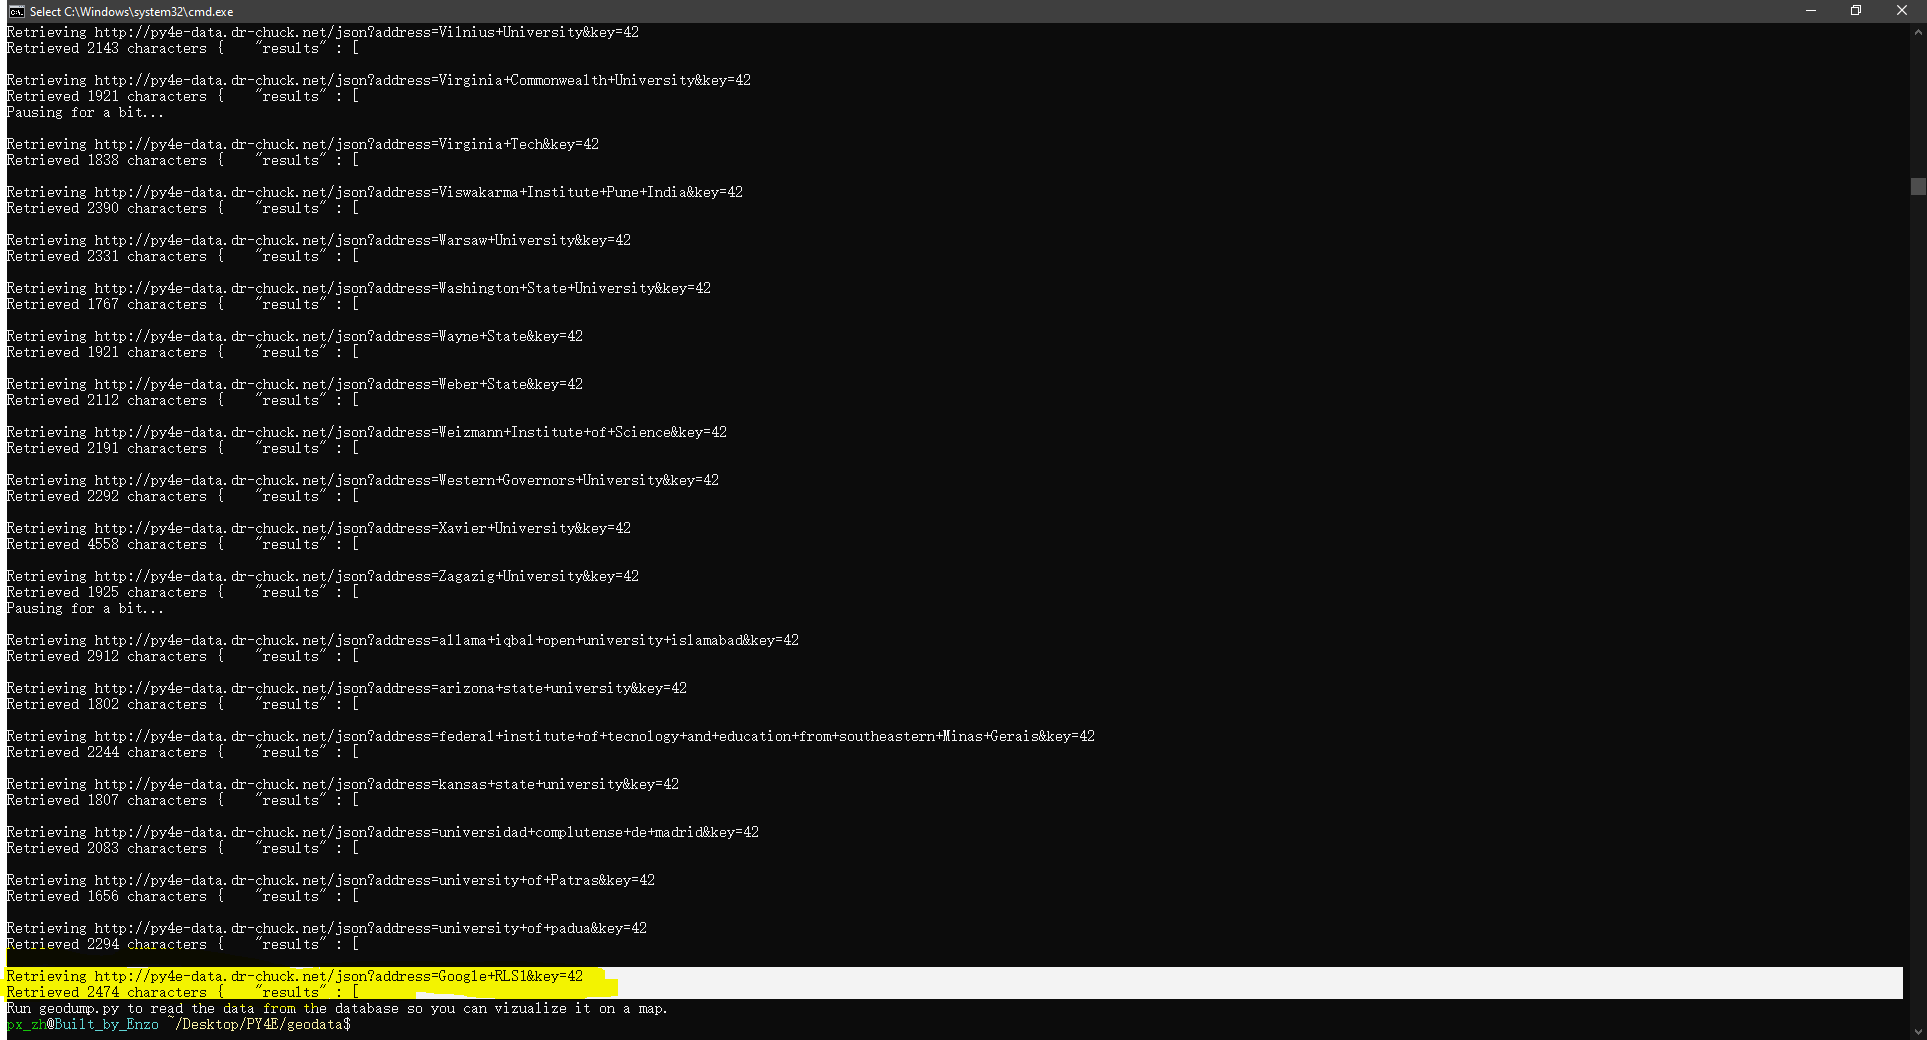 Select C:\Windows\system32\cmd.exe
Retrieving http://py4e-data.dr-chuck.net/json?address=Vilnius+University&key=42
Retrieved 2143 characters {    "results" : [
Retrieving http://py4e-data.dr-chuck.net/json?address=Virginia+Commonwealth+University&key=42
Retrieved 1921 characters {    "results" : [
Pausing for a bit...
Retrieving http://py4e-data.dr-chuck.net/json?address=Virginia+Tech&key=42
Retrieved 1838 characters {    "results" : [
Retrieving http://py4e-data.dr-chuck.net/json?address=Viswakarma+Institute+Pune+India&key=42
Retrieved 2390 characters {    "results" : [
Retrieving http://py4e-data.dr-chuck.net/json?address=Warsaw+University&key=42
Retrieved 2331 characters {    "results" : [
Retrieving http://py4e-data.dr-chuck.net/json?address=Washington+State+University&key=42
Retrieved 1767 characters {    "results" : [
Retrieving http://py4e-data.dr-chuck.net/json?address=Wayne+State&key=42
Retrieved 1921 characters {    "results" : [
Retrieving http://py4e-data.dr-chuck.net/json?address=Weber+State&key=42
Retrieved 2112 characters {    "results" : [
Retrieving http://py4e-data.dr-chuck.net/json?address=Weizmann+Institute+of+Science&key=42
Retrieved 2191 characters {    "results" : [
Retrieving http://py4e-data.dr-chuck.net/json?address=Western+Governors+University&key=42
Retrieved 2292 characters {    "results" : [
Retrieving http://py4e-data.dr-chuck.net/json?address=Xavier+University&key=42
Retrieved 4558 characters {    "results" : [
Retrieving http://py4e-data.dr-chuck.net/json?address=Zagazig+University&key=42
Retrieved 1925 characters {    "results" : [
Pausing for a bit...
Retrieving http://py4e-data.dr-chuck.net/json?address=allama+iqbal+open+university+islamabad&key=42
Retrieved 2912 characters {    "results" : [
Retrieving http://py4e-data.dr-chuck.net/json?address=arizona+state+university&key=42
Retrieved 1802 characters {    "results" : [
Retrieving http://py4e-data.dr-chuck.net/json?address=federal+institute+of+tecnology+and+education+from+southeastern+Minas+Gerais&key=42
Retrieved 2244 characters {    "results" : [
Retrieving http://py4e-data.dr-chuck.net/json?address=kansas+state+university&key=42
Retrieved 1807 characters {    "results" : [
Retrieving http://py4e-data.dr-chuck.net/json?address=universidad+complutense+de+madrid&key=42
Retrieved 2083 characters {    "results" : [
Retrieving http://py4e-data.dr-chuck.net/json?address=university+of+Patras&key=42
Retrieved 1656 characters {    "results" : [
Retrieving http://py4e-data.dr-chuck.net/json?address=university+of+padua&key=42
Retrieved 2294 characters {    "results" : [
Retrieving http://py4e-data.dr-chuck.net/json?address=Google+RLS1&key=42
Retrieved 2474 characters {    "results" : [
Run geodump.py to read the data from the database so you can vizualize it on a map.
px_zh@Built_by_Enzo ~/Desktop/PY4E/geodata$